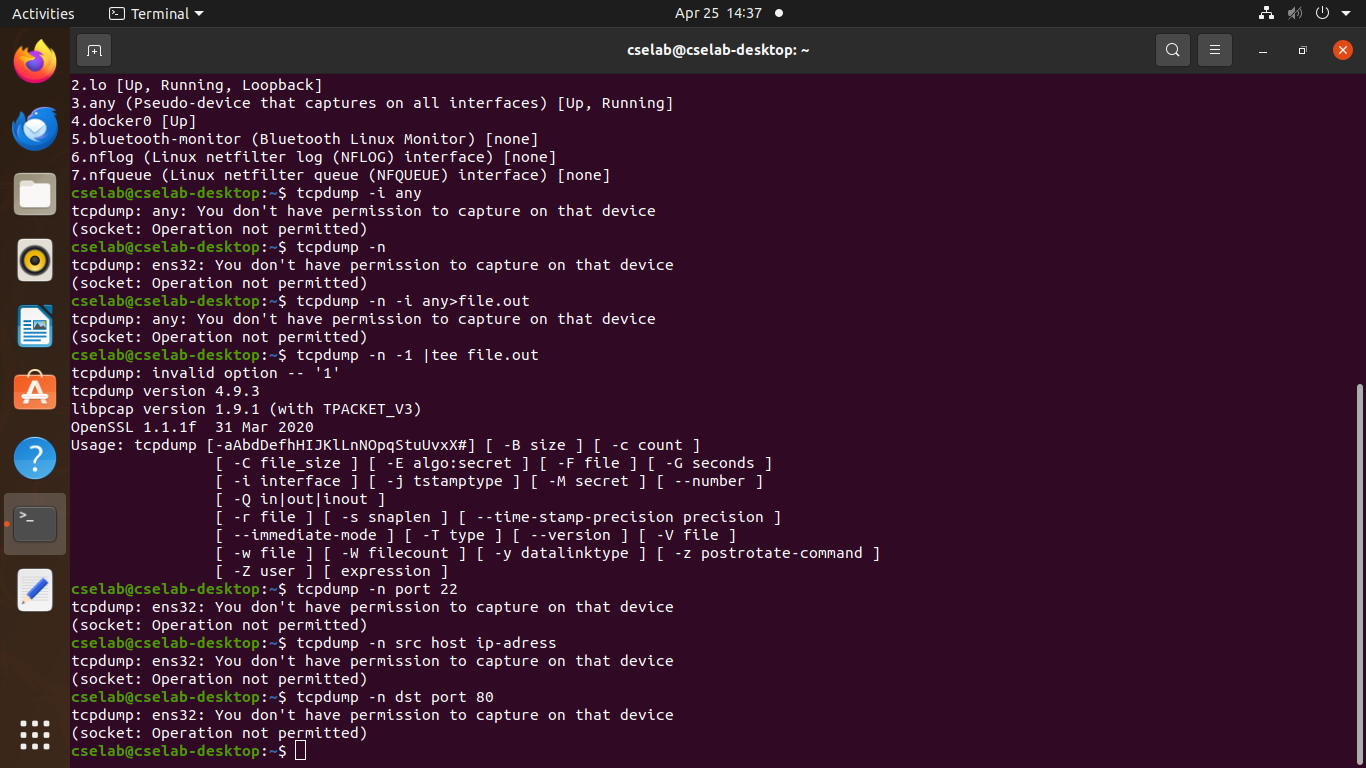 Activities
Terminal
Apr 25 14:37
cselab@cselab-desktop: ~
2.lo [Up, Running, Loopback]
3.any (Pseudo-device that captures on all interfaces) [Up, Running]
4.docker0 [Up]
5.bluetooth-monitor (Bluetooth Linux Monitor) [none]
6.nflog (Linux netfilter log (NFLOG) interface) [none]
7.nfqueue (Linux netfilter queue (NFQUEUE) interface) [none]
cselab@cselab-desktop:~$ tcpdump -i any
tcpdump: any: You don't have permission to capture on that device
(socket: Operation not permitted)
cselab@cselab-desktop:~$ tcpdump -n
tcpdump: ens32: You don't have permission to capture on that device
(socket: Operation not permitted)
cselab@cselab-desktop:~$ tcpdump -n -i any>file.out
tcpdump: any: You don't have permission to capture on that device
(socket: Operation not permitted)
cselab@cselab-desktop:~$ tcpdump -n -1 |tee file.out
tcpdump: invalid option -- '1'
tcpdump version 4.9.3
libpcap version 1.9.1 (with TPACKET_V3)
OpenSSL 1.1.1f  31 Mar 2020
Usage: tcpdump [-aAbdDefhHIJKlLnNOpqStuUvxX#] [ -B size ] [ -c count ]
                [ -C file_size ] [ -E algo:secret ] [ -F file ] [ -G seconds ]
                [ -i interface ] [ -j tstamptype ] [ -M secret ] [ --number ]
                [ -Q in|out|inout ]
                [ -r file ] [ -s snaplen ] [ --time-stamp-precision precision ]
                [ --immediate-mode ] [ -T type ] [ --version ] [ -V file ]
                [ -w file ] [ -W filecount ] [ -y datalinktype ] [ -z postrotate-command ]
                [ -Z user ] [ expression ]
cselab@cselab-desktop:~$ tcpdump -n port 22
tcpdump: ens32: You don't have permission to capture on that device
(socket: Operation not permitted)
cselab@cselab-desktop:~$ tcpdump -n src host ip-adress
tcpdump: ens32: You don't have permission to capture on that device
(socket: Operation not permitted)
cselab@cselab-desktop:~$ tcpdump -n dst port 80
tcpdump: ens32: You don't have permission to capture on that device
(socket: Operation not permitted)
cselab@cselab-desktop:~$